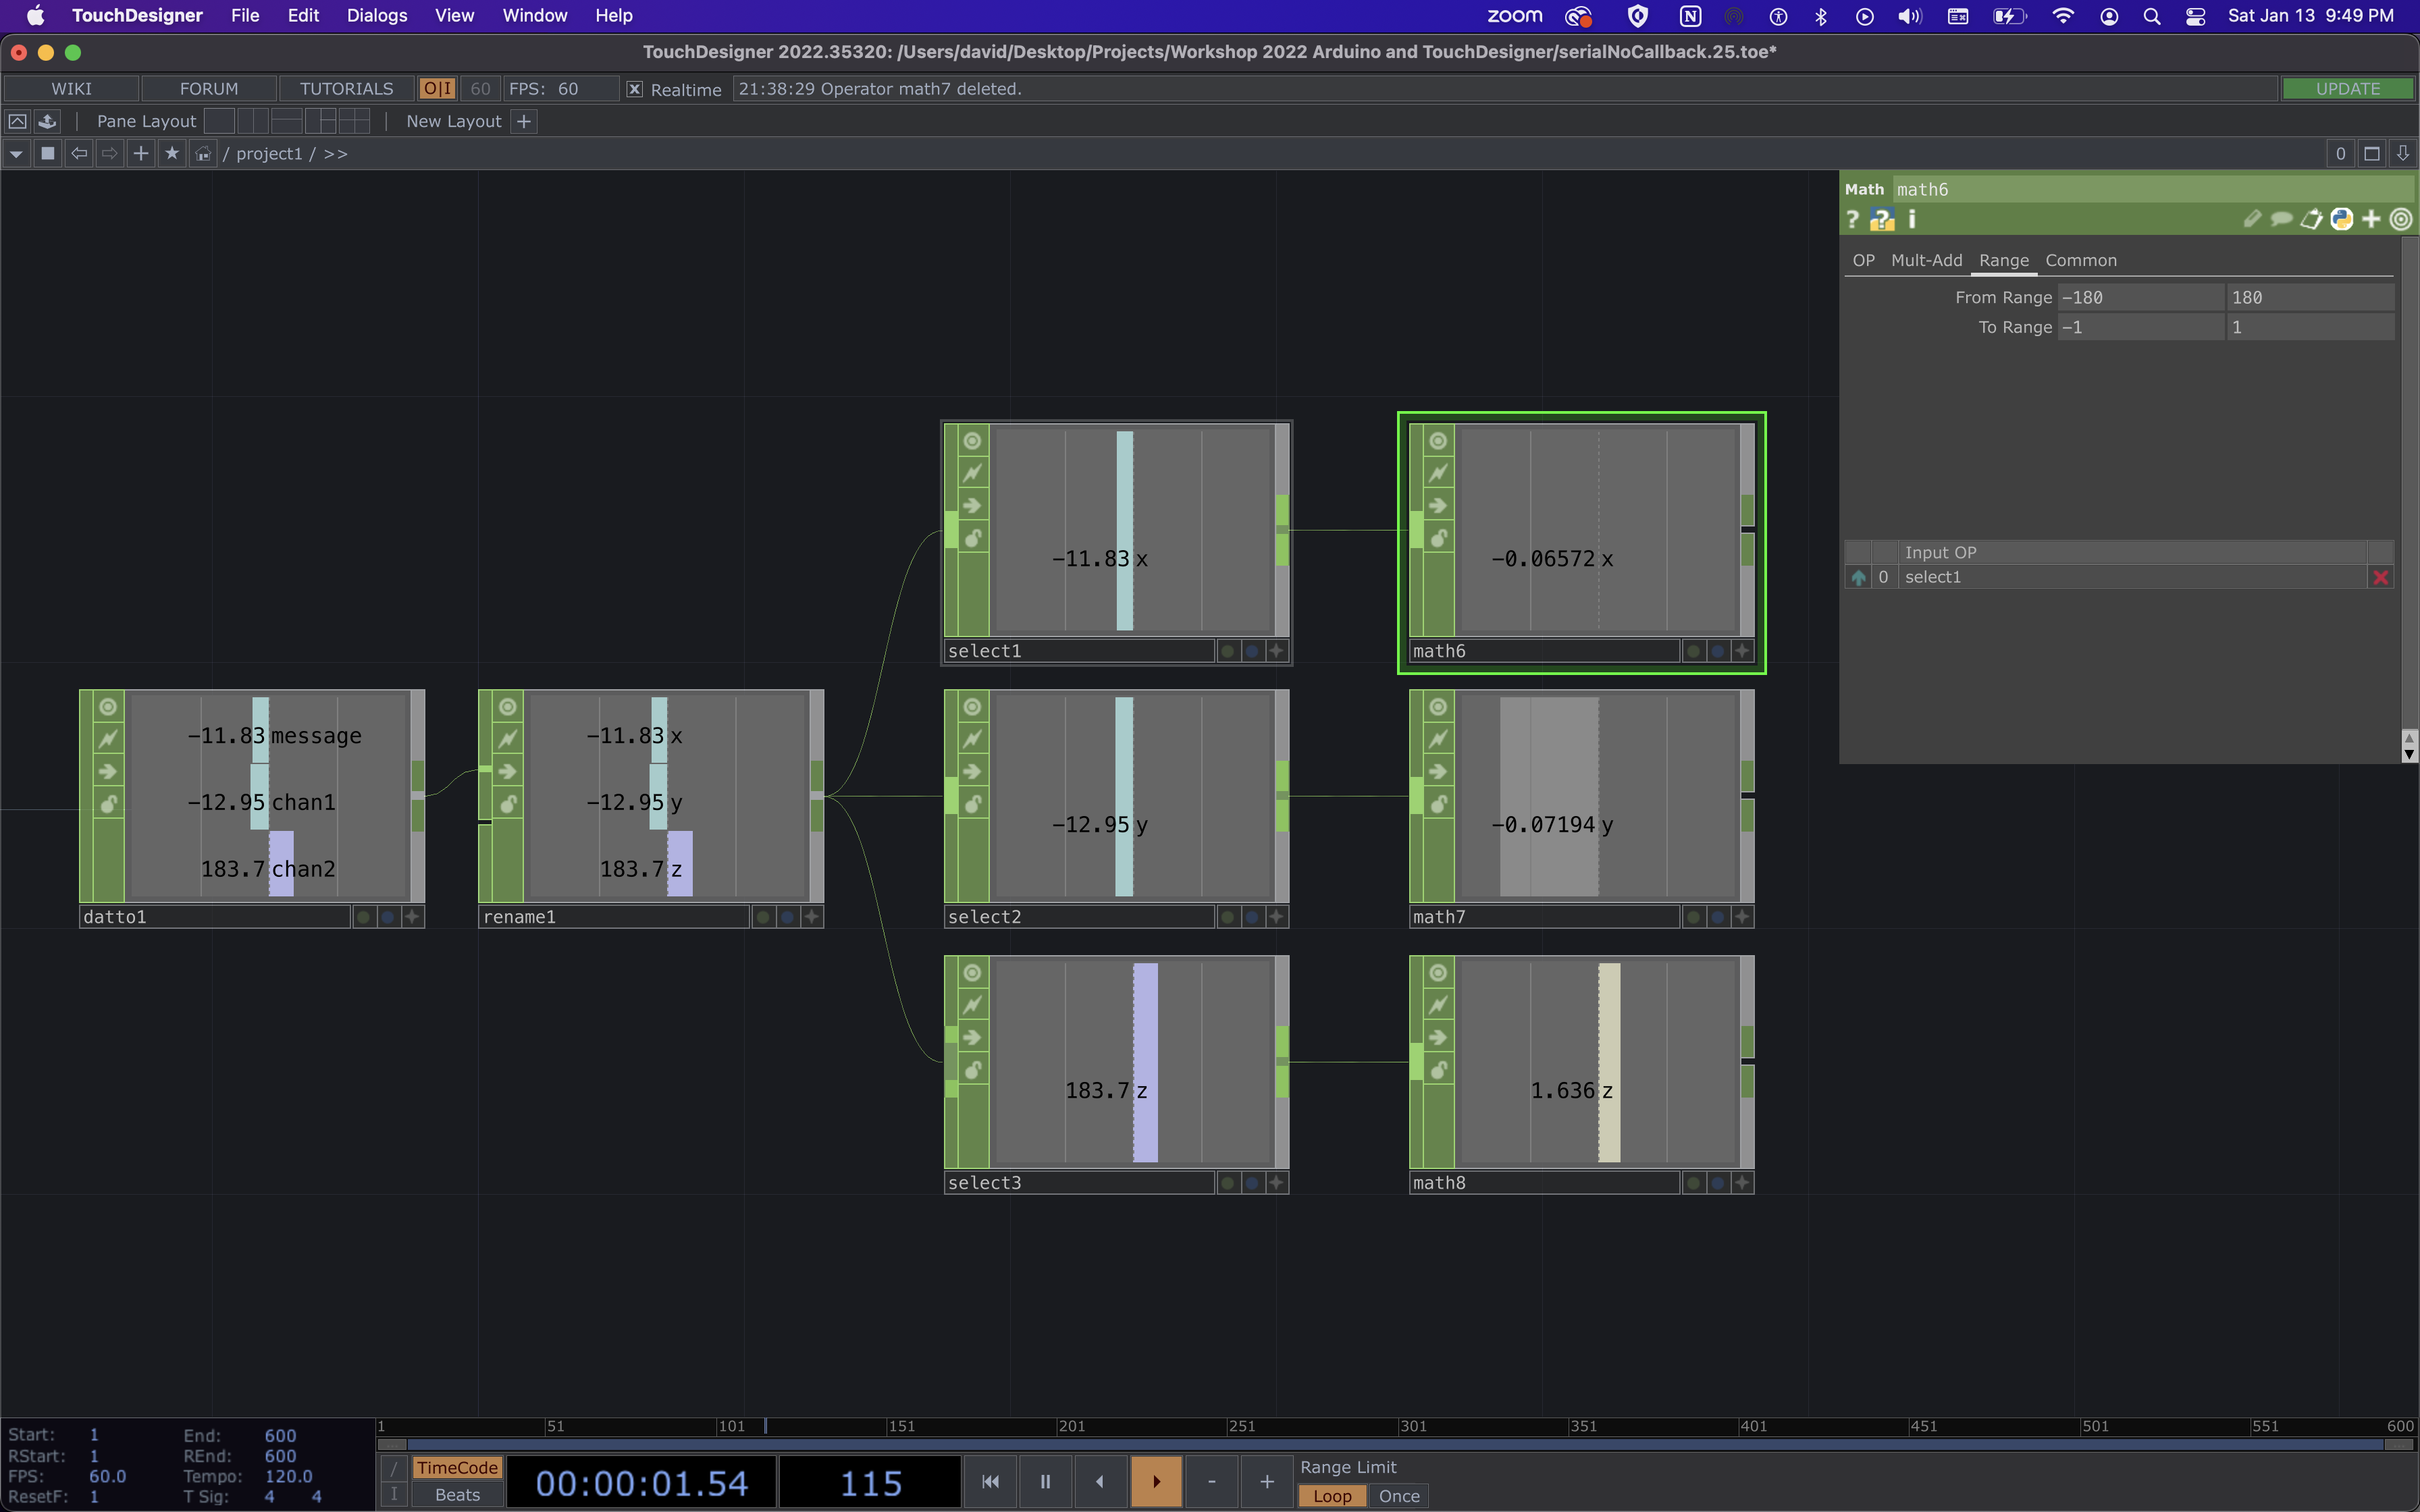 TouchDesigner File Edit Dialogs View Window Help zoom Sat Jan 13 9:49 PM
TouchDesigner 2022.35320: /Users/david/Desktop/Projects/Workshop 2022 Arduino and TouchDesigner/serialNoCallback.25.toe*
WIKI FORUM TUTORIALS O|I 60 FPS: 60 x Realtime 21:38:29 Operator math7 deleted. UPDATE
Pane Layout New Layout +
/ project1 / >> 0
Math math6
? ? i
OP Mult-Add Range Common
From Range -180 180
To Range -1 1
Input OP
0 select1
-11.83 x
select1
-0.06572 x
math6
-11.83 message
-12.95 chan1
183.7 chan2
datto1
-11.83 x
-12.95 y
183.7 z
rename1
-12.95 y
select2
-0.07194 y
math7
183.7 z
select3
1.636 z
math8
1 51 101 151 201 251 301 351 401 451 501 551 600
Start: 1 End: 600
RStart: 1 REnd: 600
FPS: 60.0 Tempo: 120.0
ResetF: 1 T Sig: 4 4
/ TimeCode
I Beats
00:00:01.54 115 - +
Range Limit
Loop Once